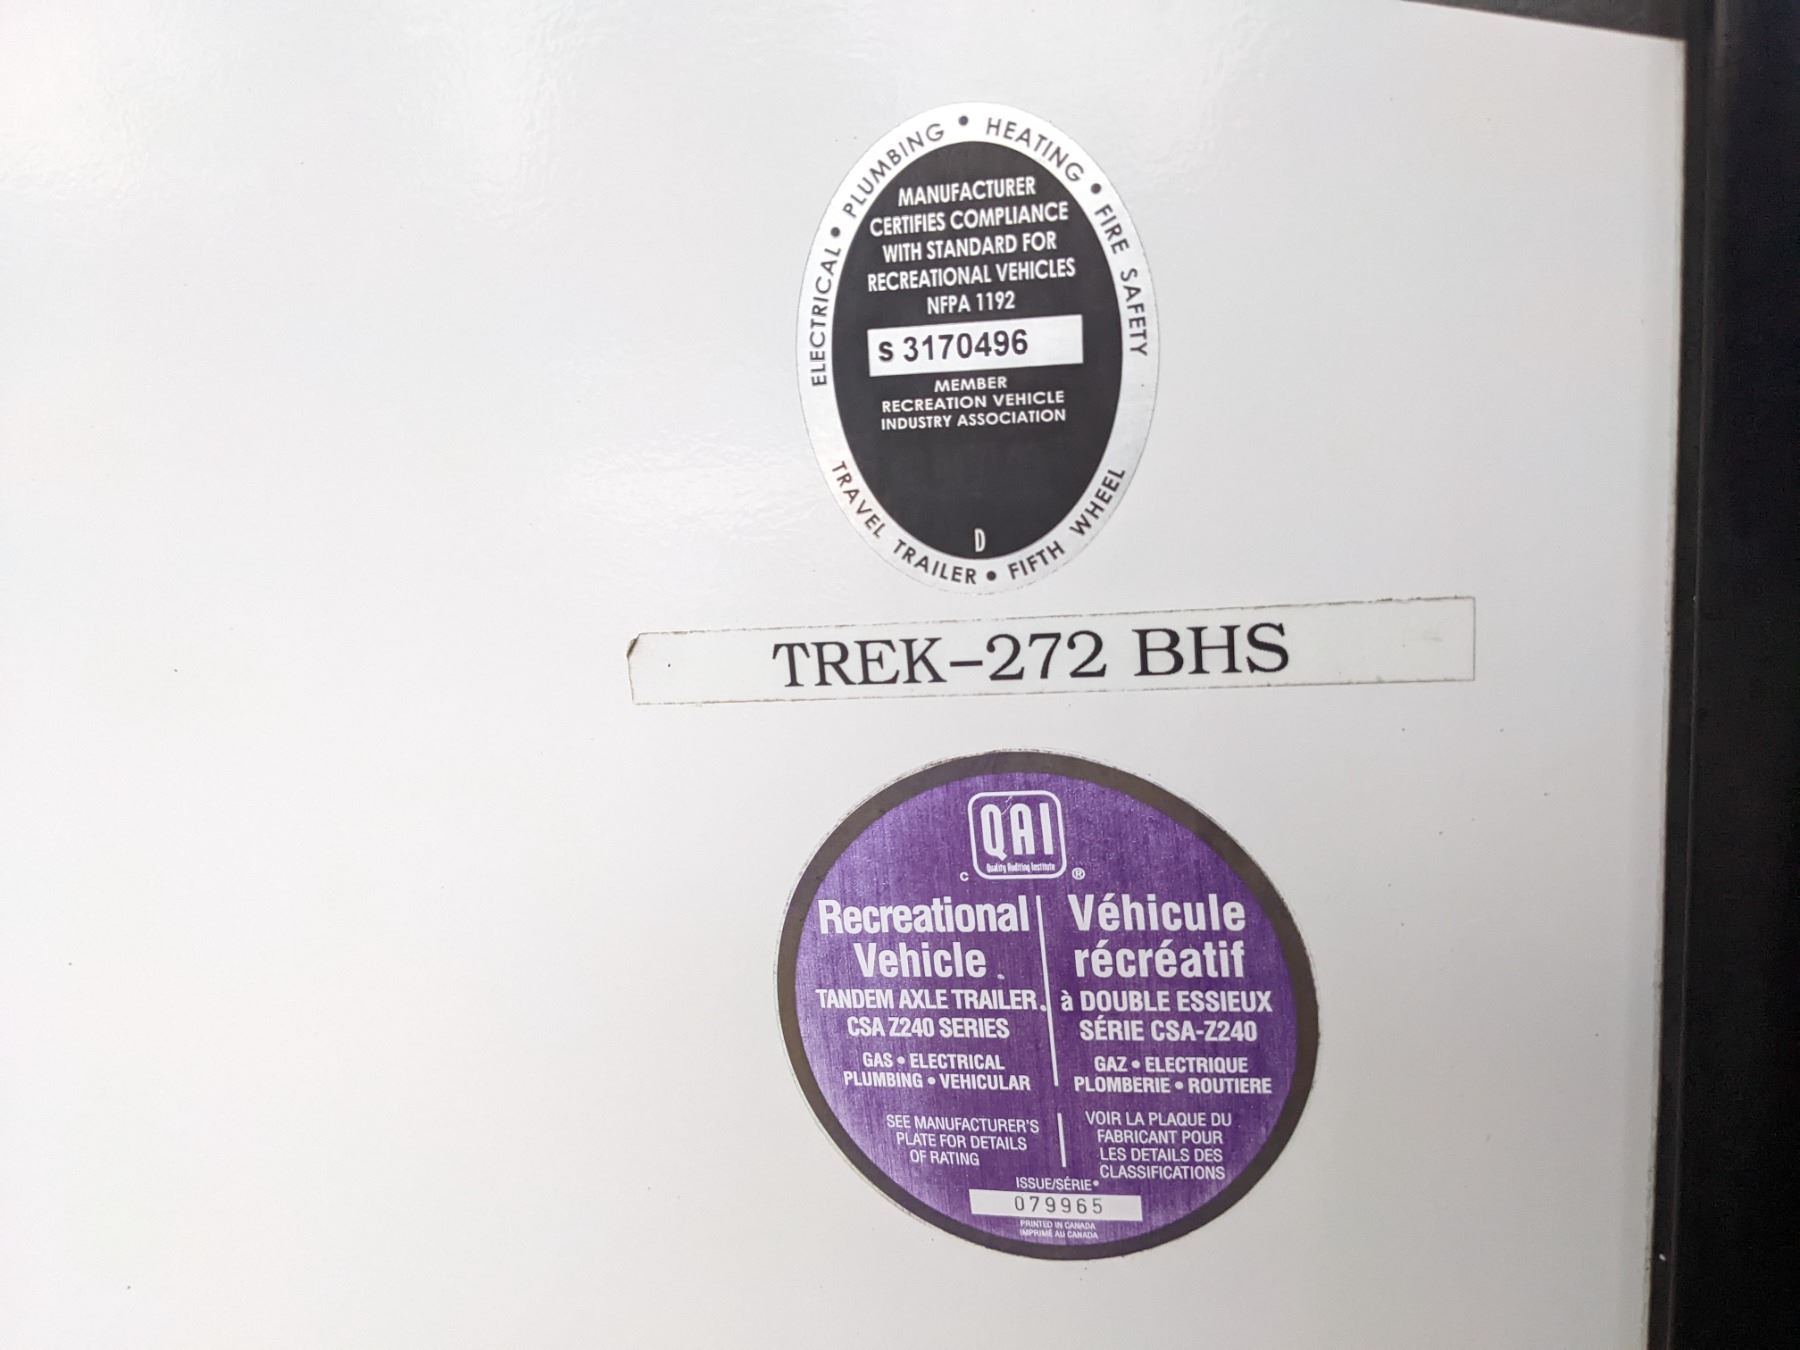 ELECTRICAL • PLUMBING • HEATING • FIRE SAFETY
MANUFACTURER
CERTIFIES COMPLIANCE
WITH STANDARD FOR
RECREATIONAL VEHICLES
NFPA 1192
S 3170496
MEMBER
RECREATION VEHICLE
INDUSTRY ASSOCIATION
D
TRAVEL TRAILER • FIFTH WHEEL
TREK-272 BHS
QAI
Quality Auditing Institute
C ®
Recreational
Vehicle
TANDEM AXLE TRAILER
CSA Z240 SERIES
GAS • ELECTRICAL
PLUMBING • VEHICULAR
SEE MANUFACTURER'S
PLATE FOR DETAILS
OF RATING
Véhicule
récréatif
à DOUBLE ESSIEUX
SÉRIE CSA-Z240
GAZ • ELECTRIQUE
PLOMBERIE • ROUTIERE
VOIR LA PLAQUE DU
FABRICANT POUR
LES DETAILS DES
CLASSIFICATIONS
ISSUE/SÉRIE•
079965
PRINTED IN CANADA
IMPRIMÉ AU CANADA